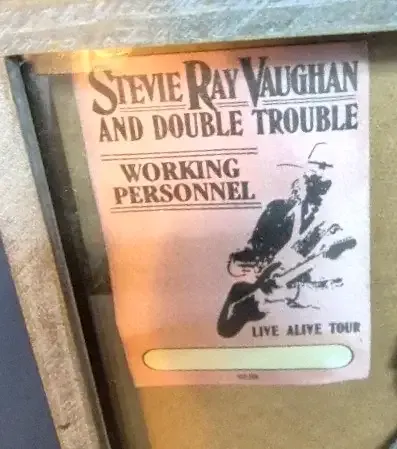 STEVIE RAY VAUGHAN
AND DOUBLE TROUBLE
WORKING
PERSONNEL
LIVE ALIVE TOUR